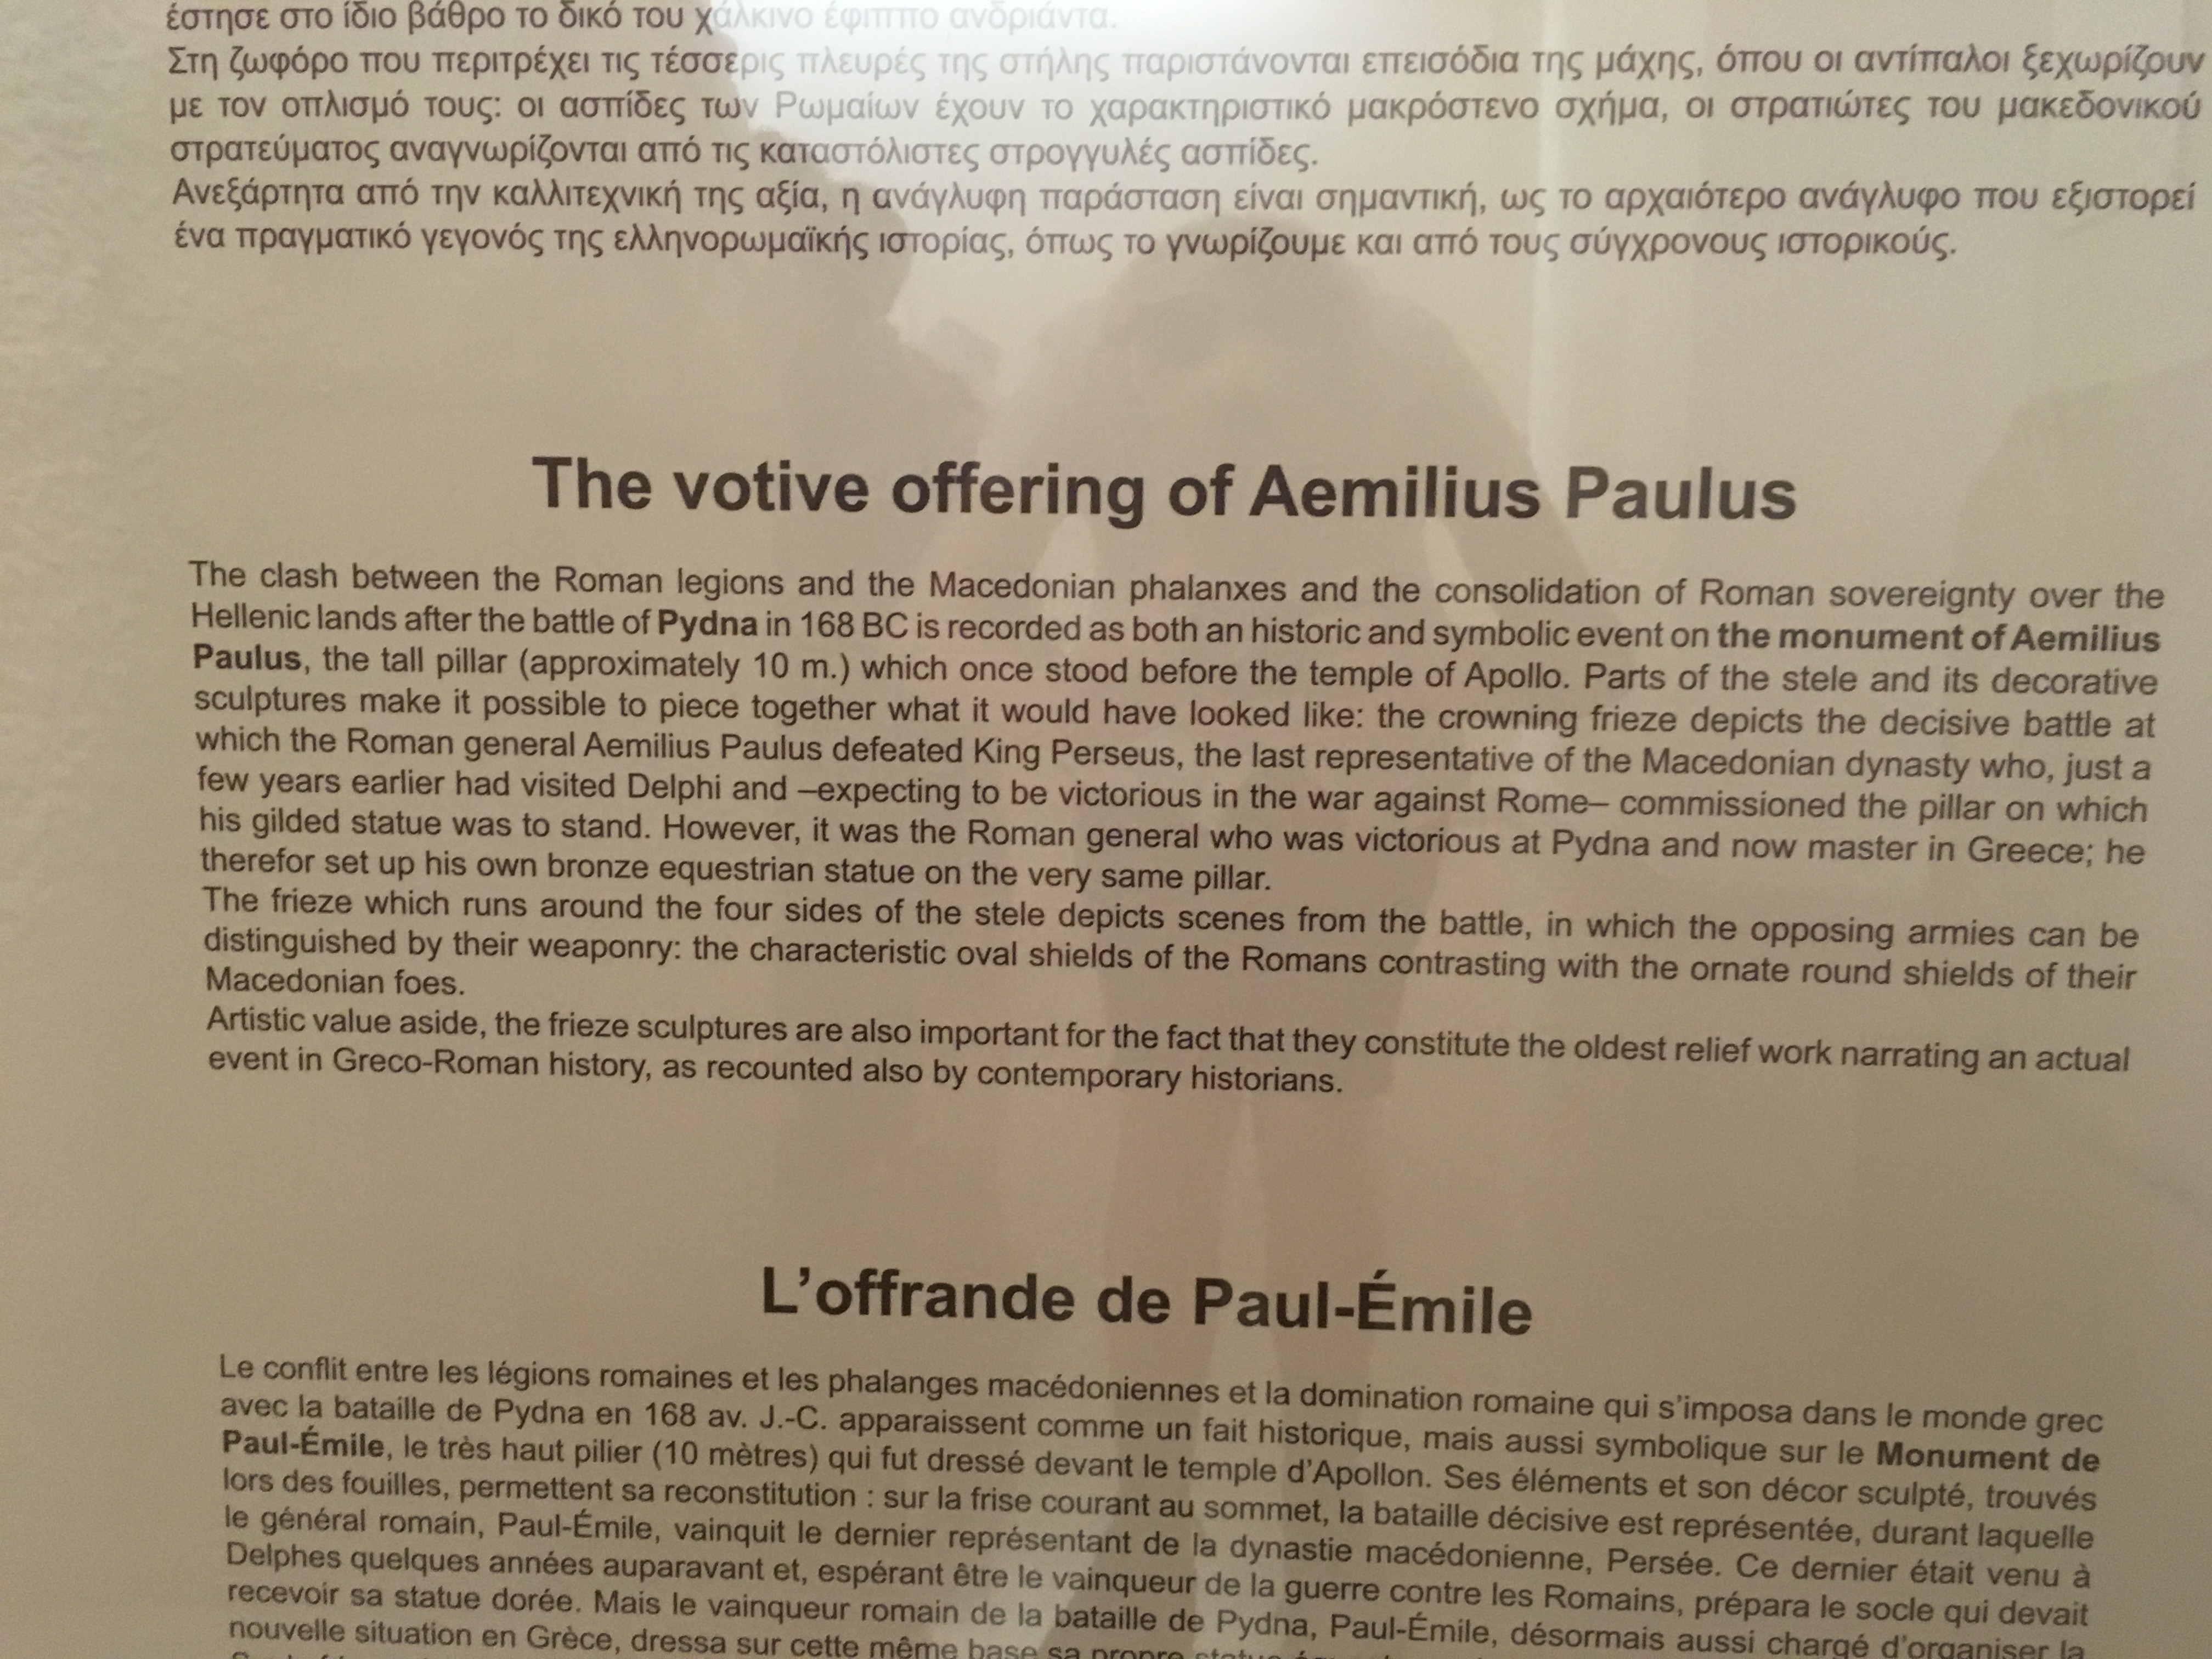 έστησε στο ίδιο βάθρο το δικό του χάλκινο έφιππο ανδριάντα.
Στη ζωφόρο που περιτρέχει τις τέσσερις πλευρές της στήλης παριστάνονται επεισόδια της μάχης, όπου οι αντίπαλοι ξεχωρίζουν
με τον οπλισμό τους: οι ασπίδες των Ρωμαίων έχουν το χαρακτηριστικό μακρόστενο σχήμα, οι στρατιώτες του μακεδονικού
στρατεύματος αναγνωρίζονται από τις καταστόλιστες στρογγυλές ασπίδες.
Ανεξάρτητα από την καλλιτεχνική της αξία, η ανάγλυφη παράσταση είναι σημαντική, ως το αρχαιότερο ανάγλυφο που εξιστορεί
ένα πραγματικό γεγονός της ελληνορωμαϊκής ιστορίας, όπως το γνωρίζουμε και από τους σύγχρονους ιστορικούς.
The votive offering of Aemilius Paulus
The clash between the Roman legions and the Macedonian phalanxes and the consolidation of Roman sovereignty over the
Hellenic lands after the battle of Pydna in 168 BC is recorded as both an historic and symbolic event on the monument of Aemilius
Paulus, the tall pillar (approximately 10 m.) which once stood before the temple of Apollo. Parts of the stele and its decorative
sculptures make it possible to piece together what it would have looked like: the crowning frieze depicts the decisive battle at
which the Roman general Aemilius Paulus defeated King Perseus, the last representative of the Macedonian dynasty who, just a
few years earlier had visited Delphi and –expecting to be victorious in the war against Rome– commissioned the pillar on which
his gilded statue was to stand. However, it was the Roman general who was victorious at Pydna and now master in Greece; he
therefor set up his own bronze equestrian statue on the very same pillar.
The frieze which runs around the four sides of the stele depicts scenes from the battle, in which the opposing armies can be
distinguished by their weaponry: the characteristic oval shields of the Romans contrasting with the ornate round shields of their
Macedonian foes.
Artistic value aside, the frieze sculptures are also important for the fact that they constitute the oldest relief work narrating an actual
event in Greco-Roman history, as recounted also by contemporary historians.
L'offrande de Paul-Émile
Le conflit entre les légions romaines et les phalanges macédoniennes et la domination romaine qui s'imposa dans le monde grec
avec la bataille de Pydna en 168 av. J.-C. apparaissent comme un fait historique, mais aussi symbolique sur le Monument de
Paul-Émile, le très haut pilier (10 mètres) qui fut dressé devant le temple d'Apollon. Ses éléments et son décor sculpté, trouvés
lors des fouilles, permettent sa reconstitution : sur la frise courant au sommet, la bataille décisive est représentée, durant laquelle
le général romain, Paul-Émile, vainquit le dernier représentant de la dynastie macédonienne, Persée. Ce dernier était venu à
Delphes quelques années auparavant et, espérant être le vainqueur de la guerre contre les Romains, prépara le socle qui devait
recevoir sa statue dorée. Mais le vainqueur romain de la bataille de Pydna, Paul-Émile, désormais aussi chargé d'organiser la
nouvelle situation en Grèce, dressa sur cette même base sa propre statue